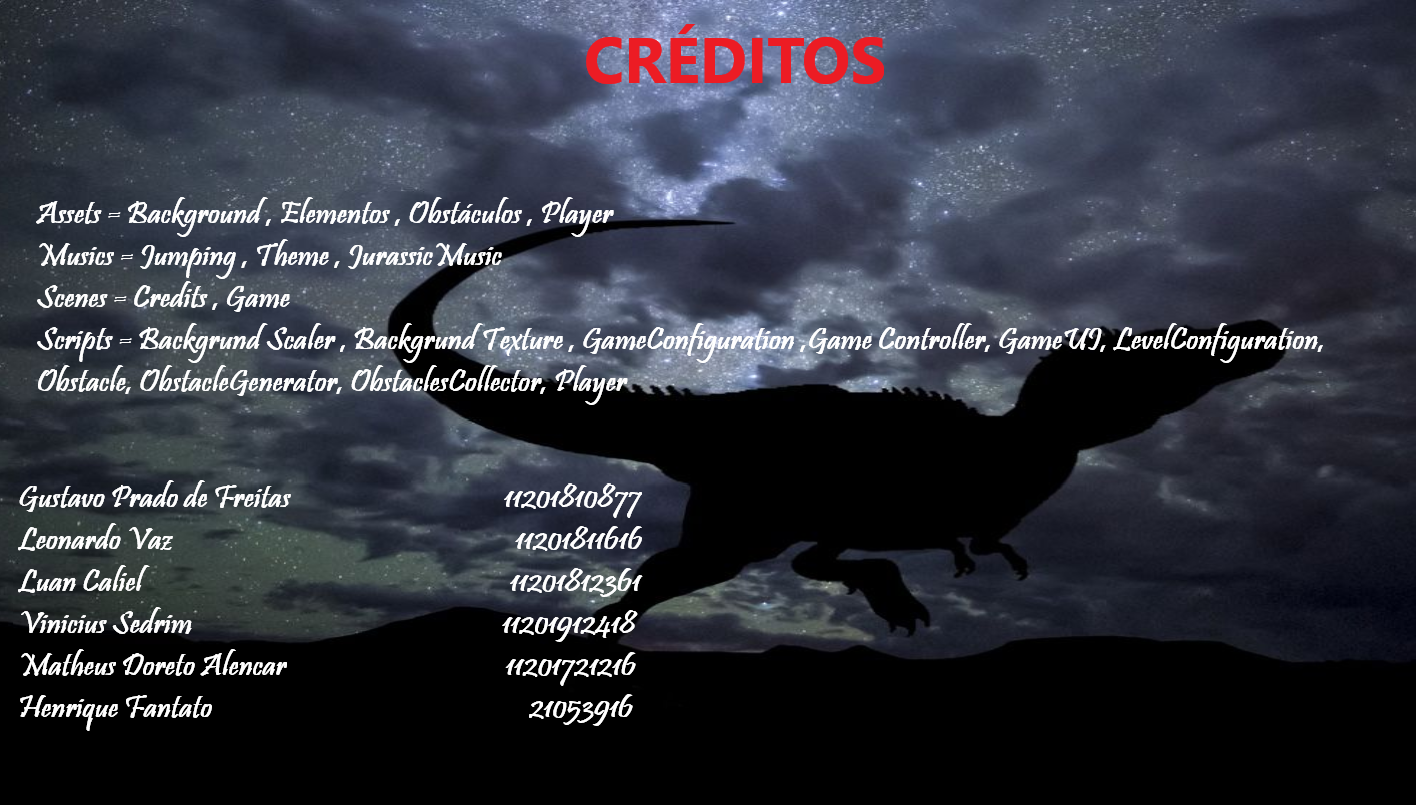 CRÉDITOS
Assets = Background , Elementos , Obstáculos , Player
Musics = Jumping , Theme , JurassicMusic
Scenes = Credits , Game
Scripts = Backgrund Scaler , Backgrund Texture , GameConfiguration ,Game Controller, GameUI, LevelConfiguration,
Obstacle, ObstacleGenerator, ObstaclesCollector, Player
Gustavo Prado de Freitas 11201810877
Leonardo Vaz 11201811616
Luan Caliel 11201812361
Vinicius Sedrim 11201912418
Matheus Doreto Alencar 11201721216
Henrique Fantato 21053916